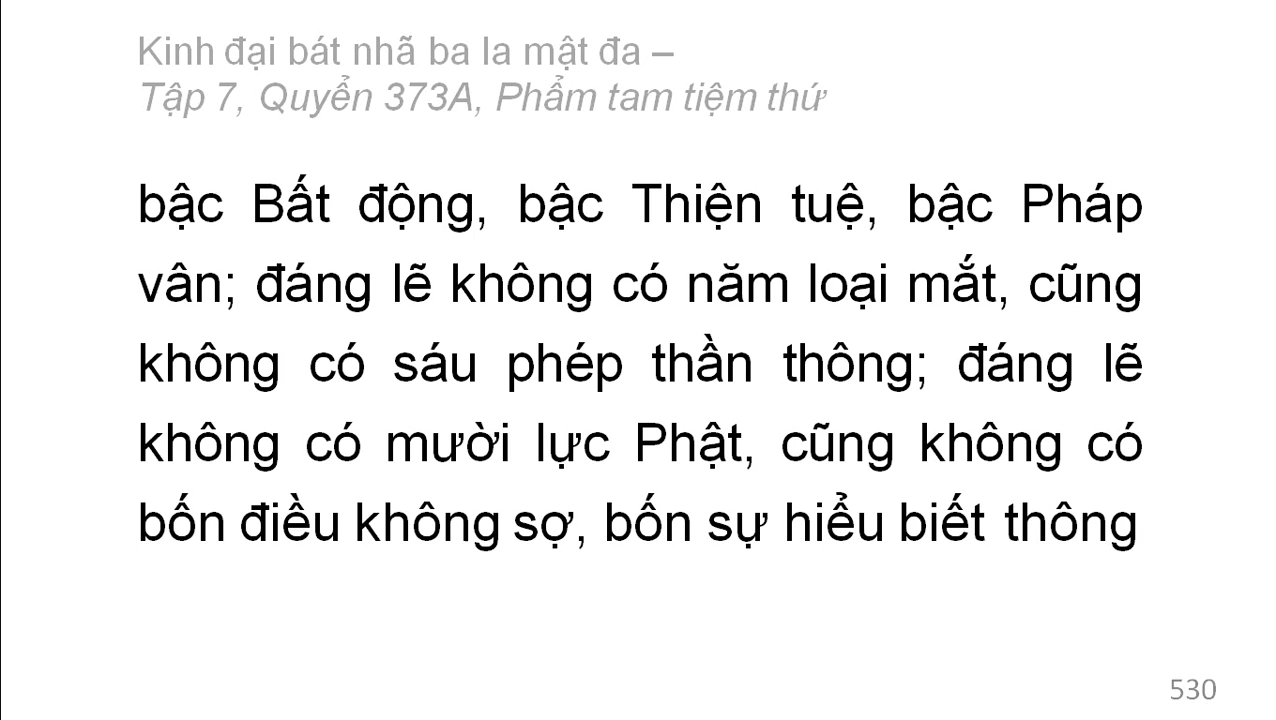 Kinh đại bát nhã ba la mật đa –
Tập 7, Quyển 373A, Phẩm tam tiệm thứ
bậc Bất động, bậc Thiện tuệ, bậc Pháp
vân; đáng lẽ không có năm loại mắt, cũng
không có sáu phép thần thông; đáng lẽ
không có mười lực Phật, cũng không có
bốn điều không sợ, bốn sự hiểu biết thông
530